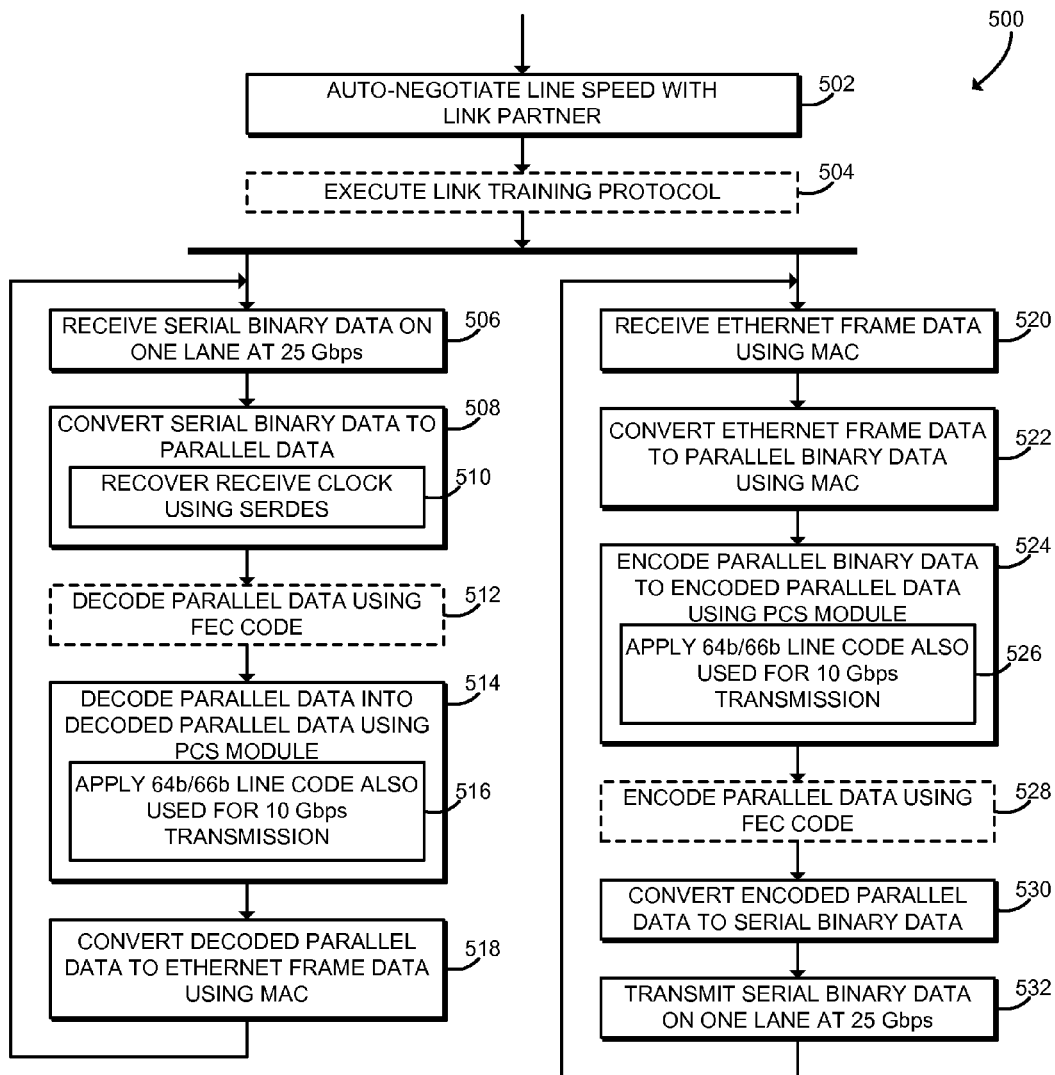 500
AUTO-NEGOTIATE LINE SPEED WITH
LINK PARTNER
502
EXECUTE LINK TRAINING PROTOCOL
504
RECEIVE SERIAL BINARY DATA ON
ONE LANE AT 25 Gbps
506
CONVERT SERIAL BINARY DATA TO
PARALLEL DATA
508
RECOVER RECEIVE CLOCK
USING SERDES
510
DECODE PARALLEL DATA USING
FEC CODE
512
DECODE PARALLEL DATA INTO
DECODED PARALLEL DATA USING
PCS MODULE
514
APPLY 64b/66b LINE CODE ALSO
USED FOR 10 Gbps
TRANSMISSION
516
CONVERT DECODED PARALLEL
DATA TO ETHERNET FRAME DATA
USING MAC
518
RECEIVE ETHERNET FRAME DATA
USING MAC
520
CONVERT ETHERNET FRAME DATA
TO PARALLEL BINARY DATA
USING MAC
522
ENCODE PARALLEL BINARY DATA
TO ENCODED PARALLEL DATA
USING PCS MODULE
524
APPLY 64b/66b LINE CODE ALSO
USED FOR 10 Gbps
TRANSMISSION
526
ENCODE PARALLEL DATA USING
FEC CODE
528
CONVERT ENCODED PARALLEL
DATA TO SERIAL BINARY DATA
530
TRANSMIT SERIAL BINARY DATA
ON ONE LANE AT 25 Gbps
532